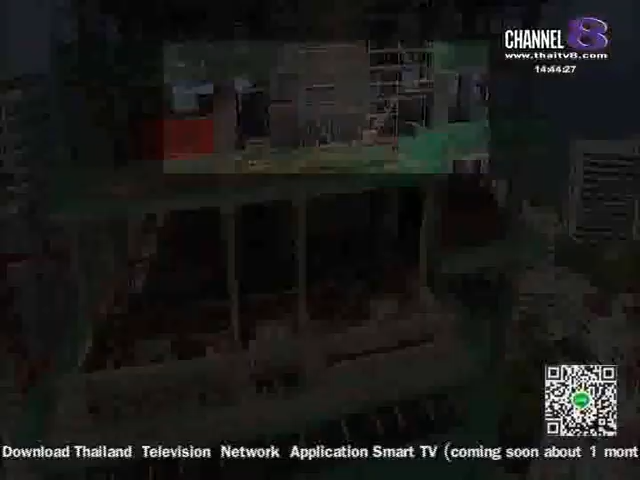 CHANNEL 8
www.thaitv8.com
14:44:27
Download Thailand Television Network Application Smart TV (coming soon about 1 mont